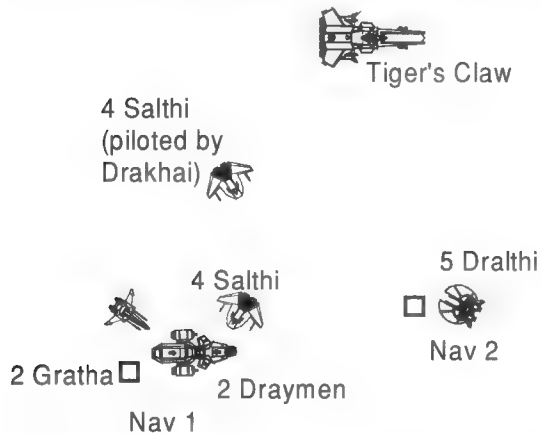 Tiger's Claw
4 Salthi
(piloted by
Drakhai)
4 Salthi
5 Dralthi
2 Gratha
2 Draymen
Nav 2
Nav 1